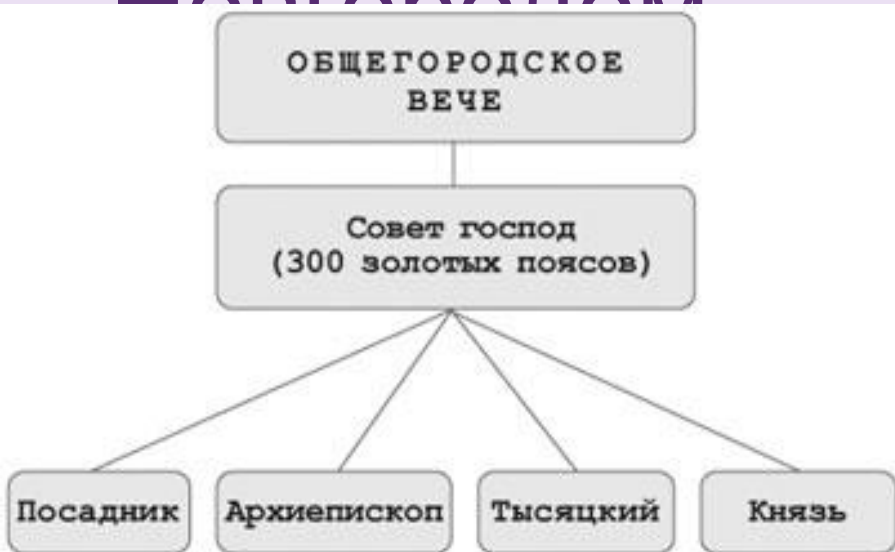 ОБЩЕГОРОДСКОЕ
ВЕЧЕ
Совет господ
(300 золотых поясов)
Посадник
Архиепископ
Тысяцкий
Князь